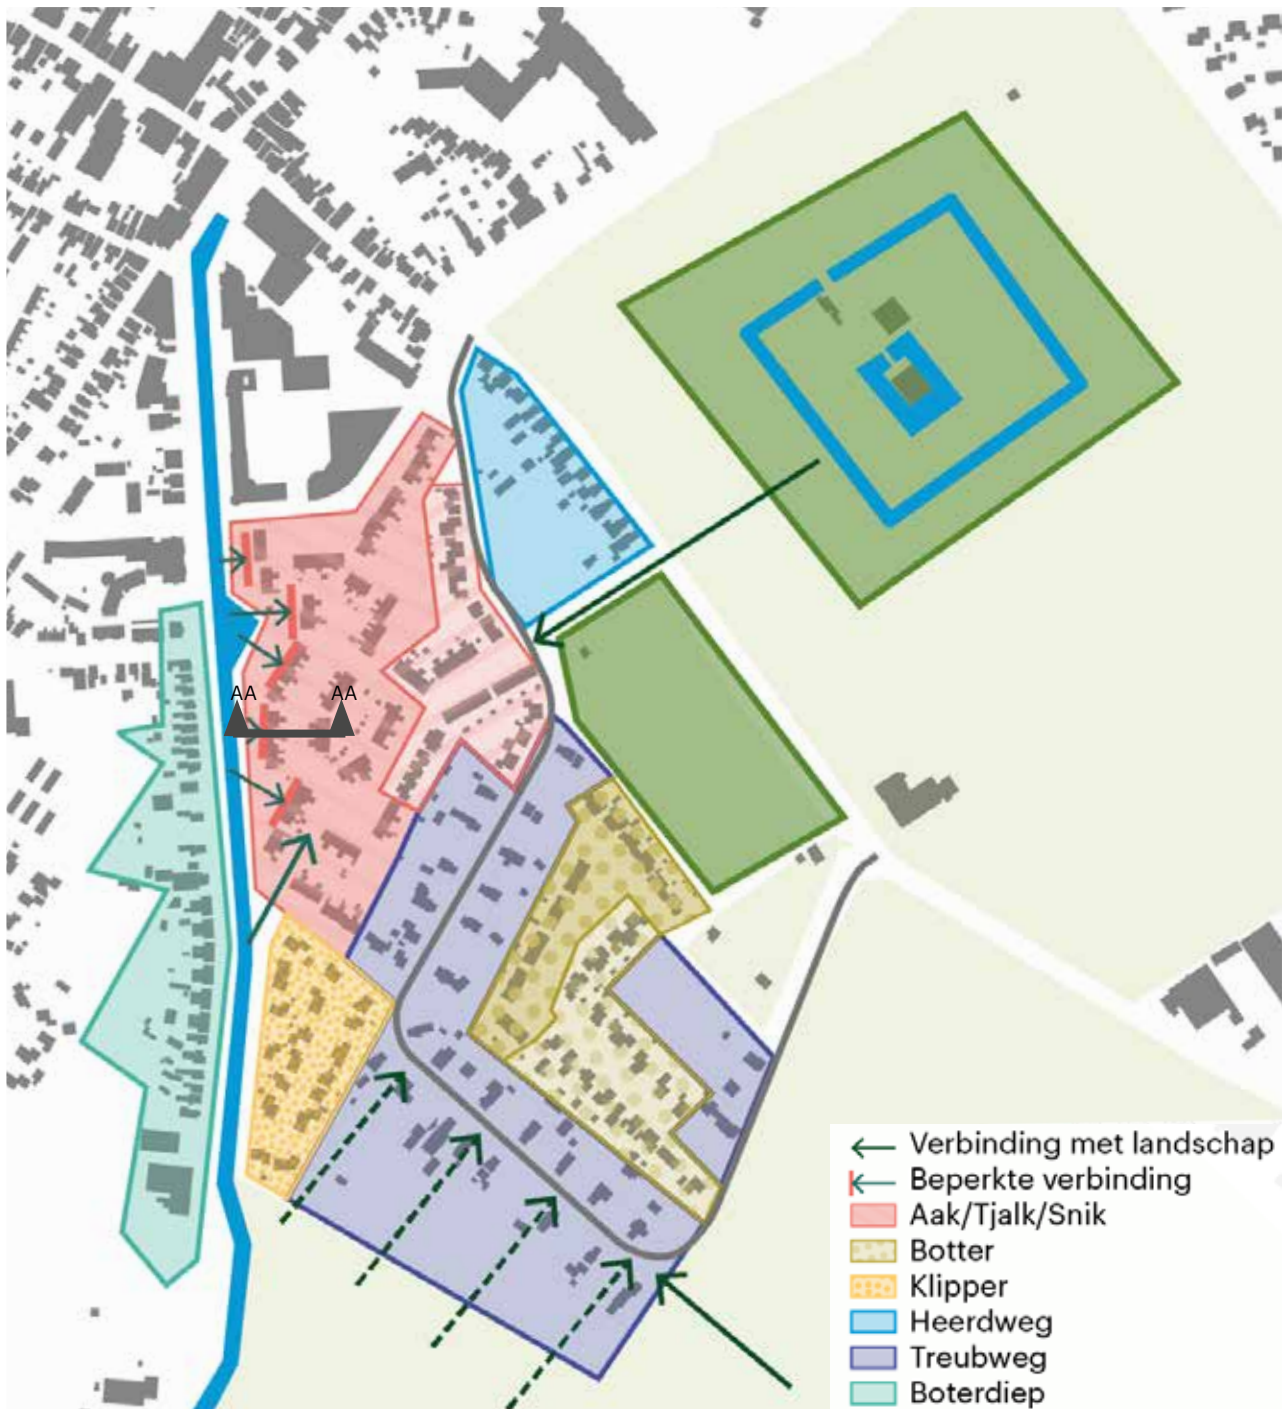 AA AA
Verbinding met landschap
Beperkte verbinding
Aak/Tjalk/Snik
Botter
Klipper
Heerdweg
Treubweg
Boterdiep